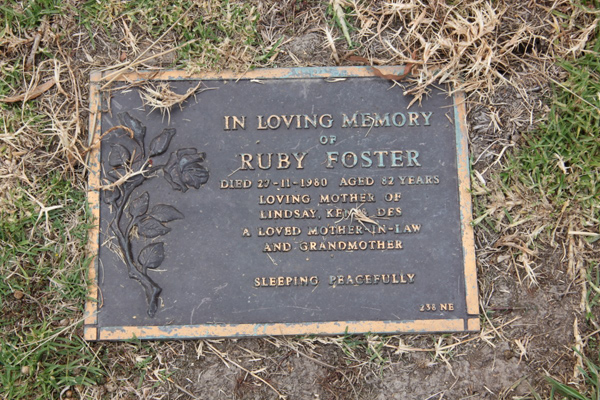 IN LOVING MEMORY
OF
RUBY FOSTER
DIED 27-11-1980 AGED 82 YEARS
LOVING MOTHER OF
LINDSAY, KEN & DES
A LOVED MOTHER-IN-LAW
AND GRANDMOTHER
SLEEPING PEACEFULLY
238 NE